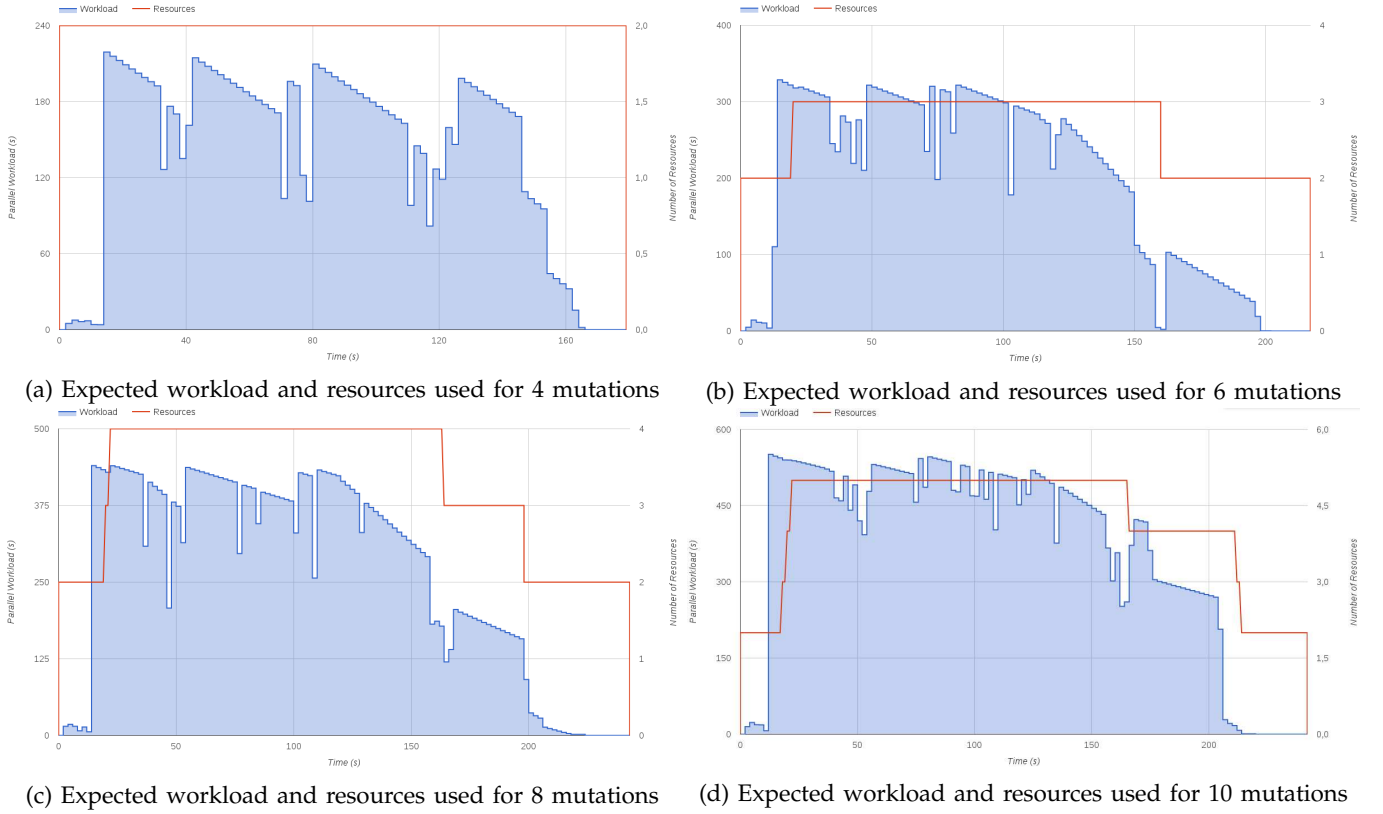 Workload Resources
240
180
120
60
0
2,0
1,5
1,0
0,5
0,0
0 40 80 120 160
Parallel Workload (s)
Number of Resources
Time (s)
(a) Expected workload and resources used for 4 mutations
Workload Resources
400
300
200
100
0
4
3
2
1
0
0 50 100 150 200
Parallel Workload (s)
Number of Resources
Time (s)
(b) Expected workload and resources used for 6 mutations
Workload Resources
500
375
250
125
0
4
3
2
1
0
0 50 100 150 200
Parallel Workload (s)
Number of Resources
Time (s)
(c) Expected workload and resources used for 8 mutations
Workload Resources
600
450
300
150
0
6,0
4,5
3,0
1,5
0,0
0 50 100 150 200
Parallel Workload (s)
Number of Resources
Time (s)
(d) Expected workload and resources used for 10 mutations